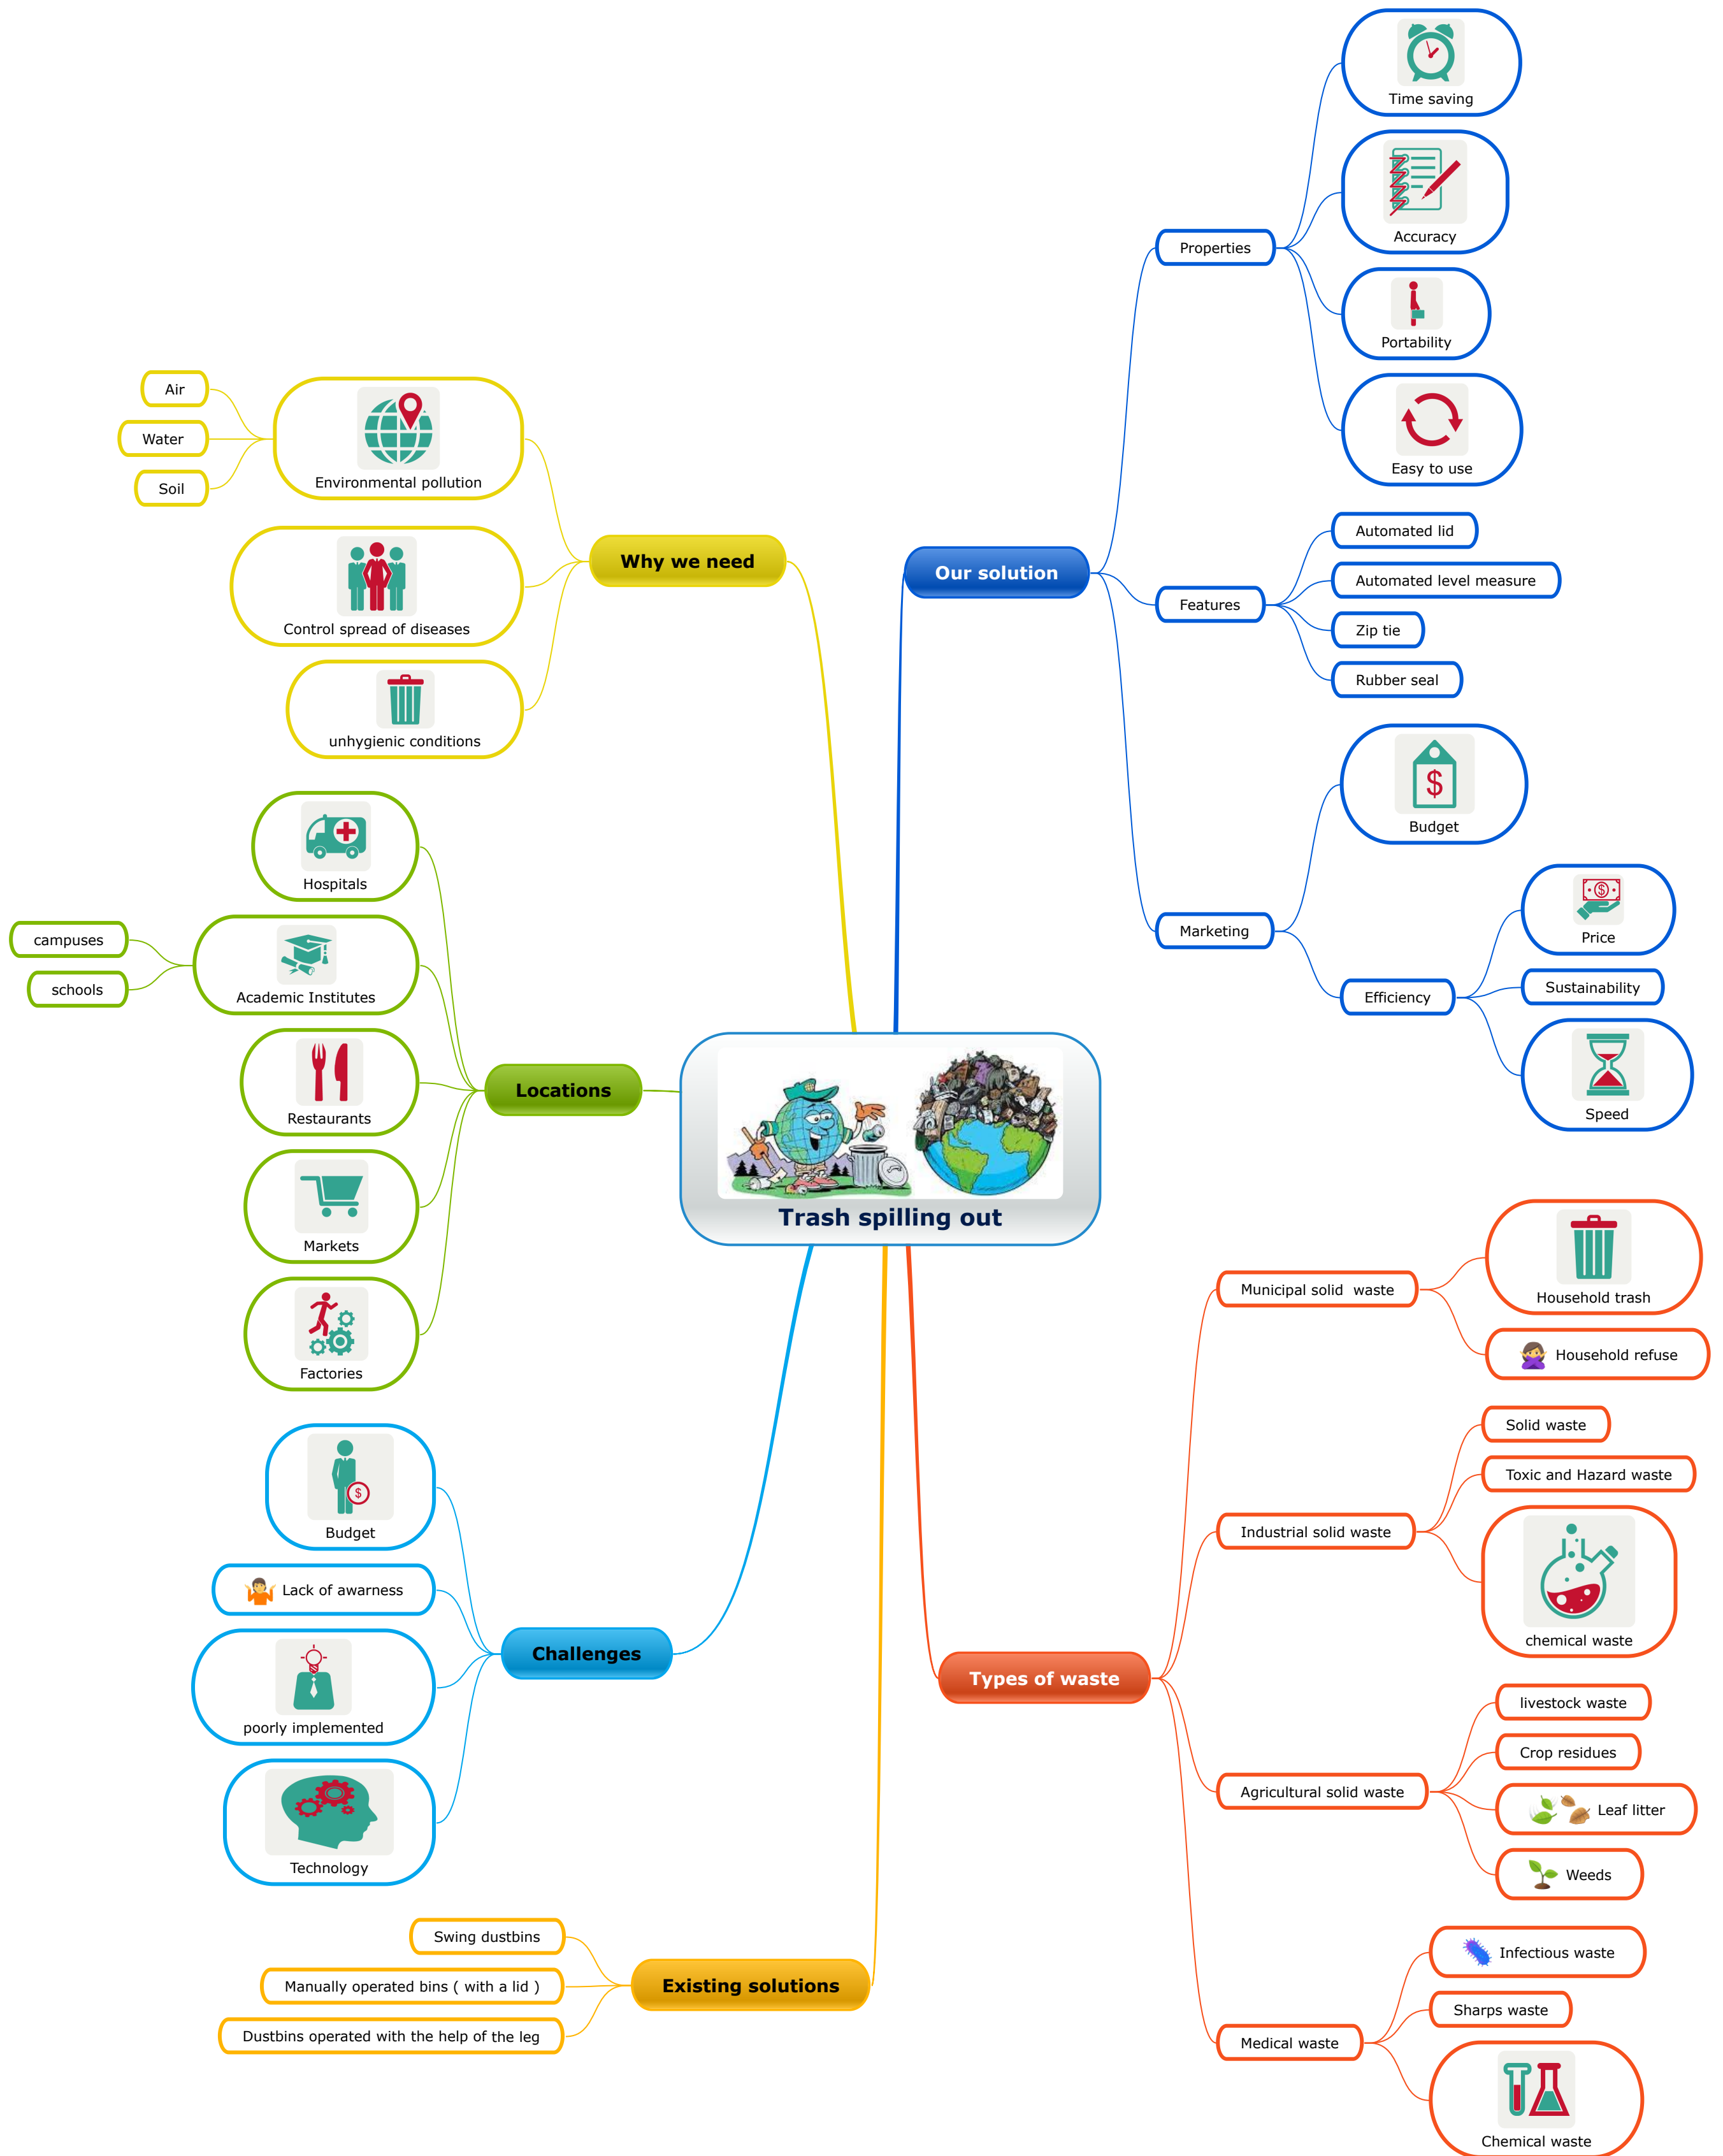 Trash spilling out
Our solution
Properties
Time saving
Accuracy
Portability
Easy to use
Features
Automated lid
Automated level measure
Zip tie
Rubber seal
Marketing
Budget
$
Efficiency
Price
$
Sustainability
Speed
Types of waste
Municipal solid  waste
Household trash
Household refuse
Industrial solid waste
Solid waste
Toxic and Hazard waste
chemical waste
Agricultural solid waste
livestock waste
Crop residues
Leaf litter
Weeds
Medical waste
Infectious waste
Sharps waste
Chemical waste
Existing solutions
Swing dustbins
Manually operated bins ( with a lid )
Dustbins operated with the help of the leg
Challenges
Budget
$
Lack of awarness
poorly implemented
Technology
Locations
Hospitals
Academic Institutes
campuses
schools
Restaurants
Markets
Factories
Why we need
Environmental pollution
Air
Water
Soil
Control spread of diseases
unhygienic conditions